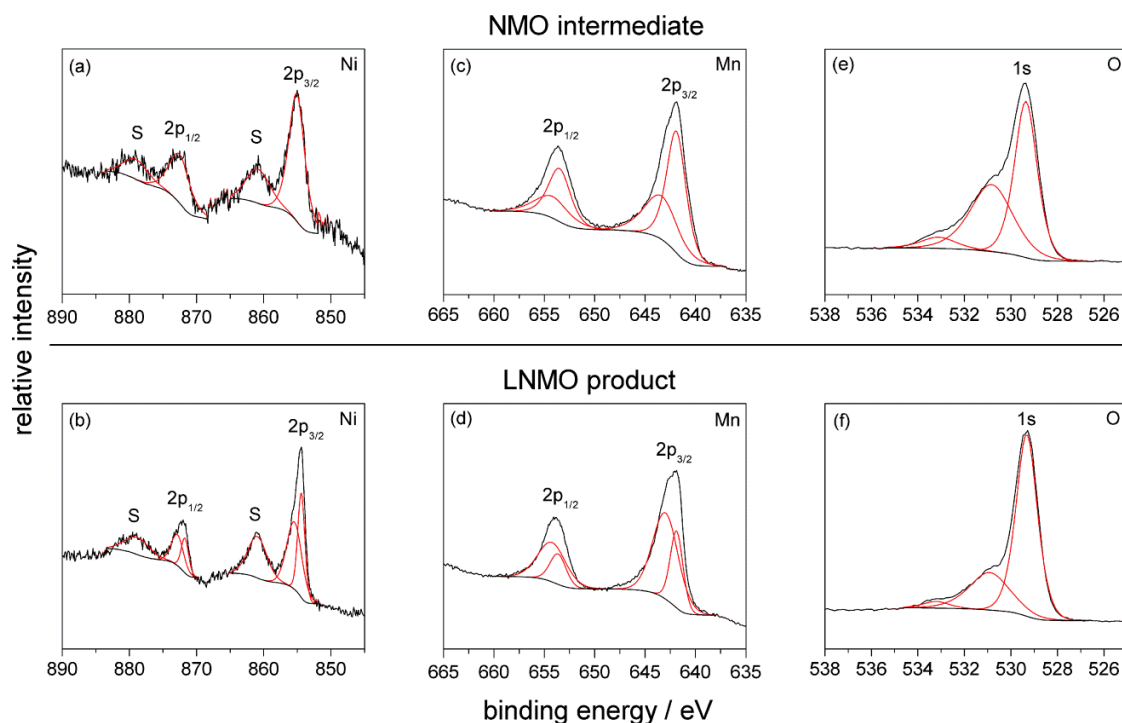 NMO intermediate
(a) Ni
2p3/2
S 2p1/2 S
890 880 870 860 850
(c) Mn
2p3/2
2p1/2
665 660 655 650 645 640 635
(e) O
1s
538 536 534 532 530 528 526
relative intensity
LNMO product
(b) Ni
2p3/2
S 2p1/2 S
890 880 870 860 850
(d) Mn
2p3/2
2p1/2
665 660 655 650 645 640 635
(f) O
1s
538 536 534 532 530 528 526
binding energy / eV